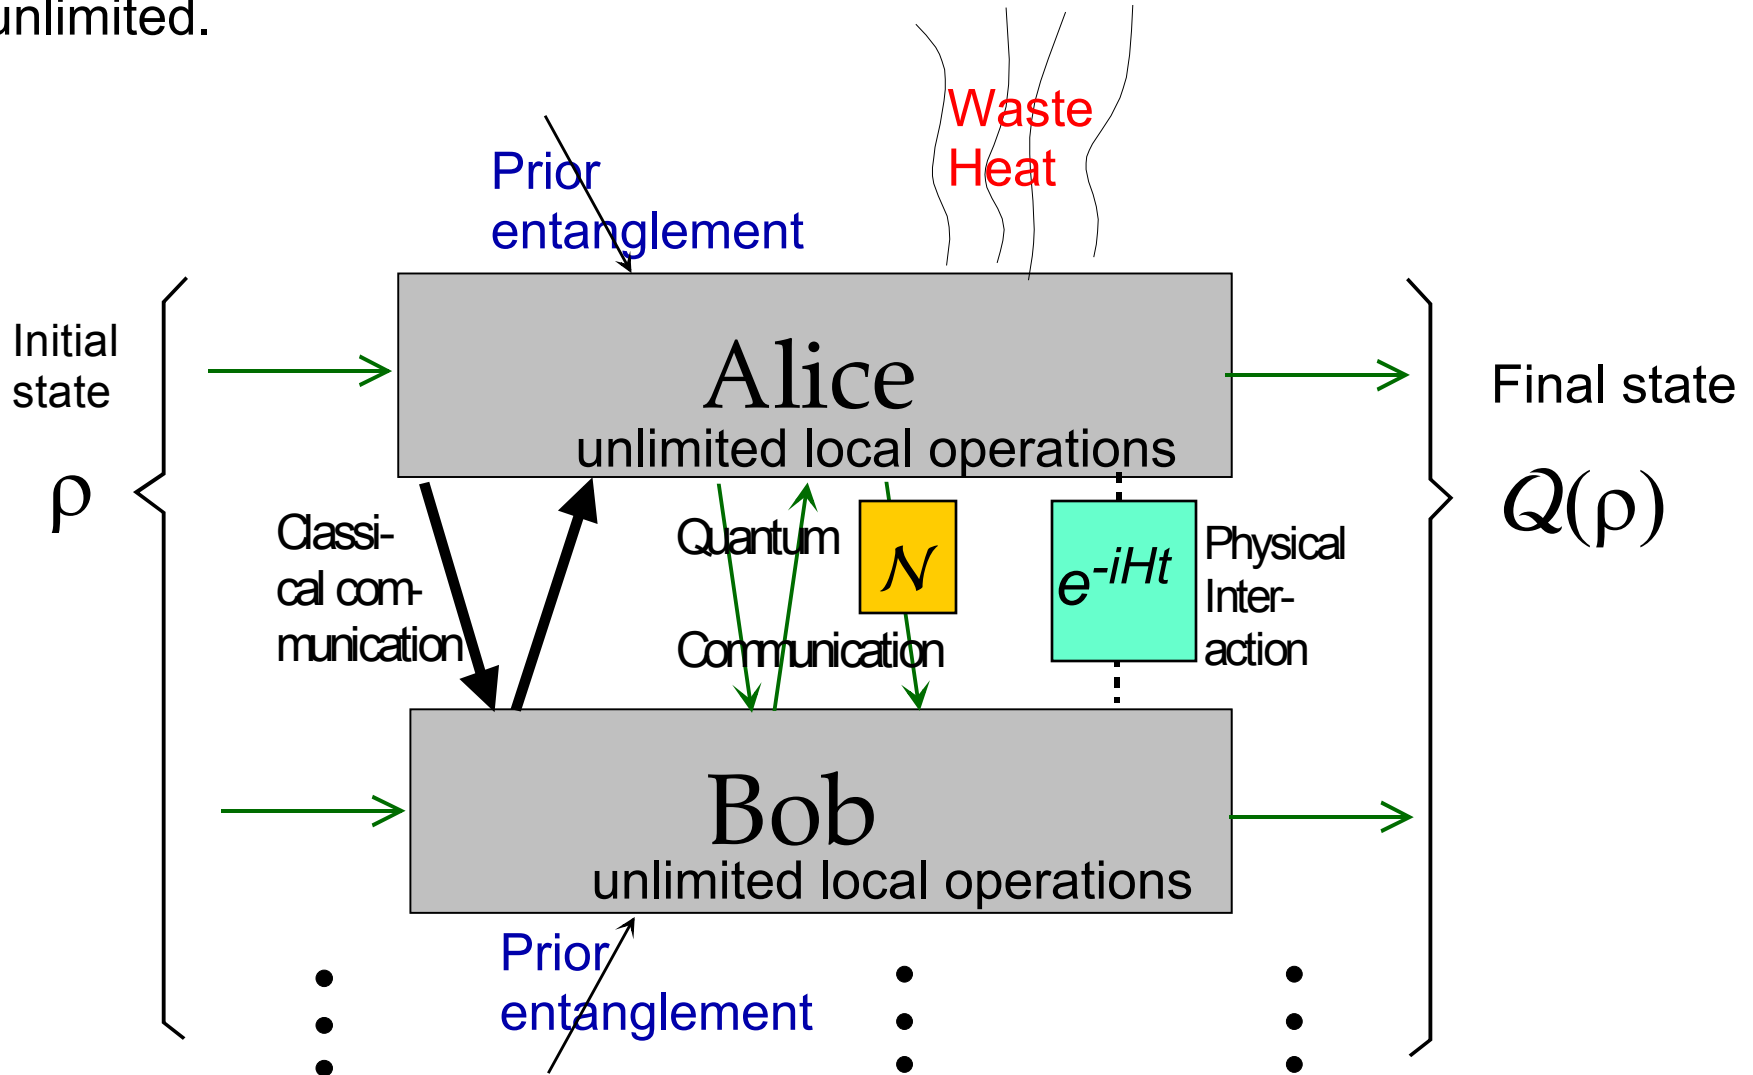 unlimited.
Waste
Heat
Prior
entanglement
Initial
state
ρ
Alice
unlimited local operations
Final state
Q(ρ)
Classi-
cal com-
munication
Quantum
Communication
N
e^-iHt
Physical
Inter-
action
Bob
unlimited local operations
Prior
entanglement